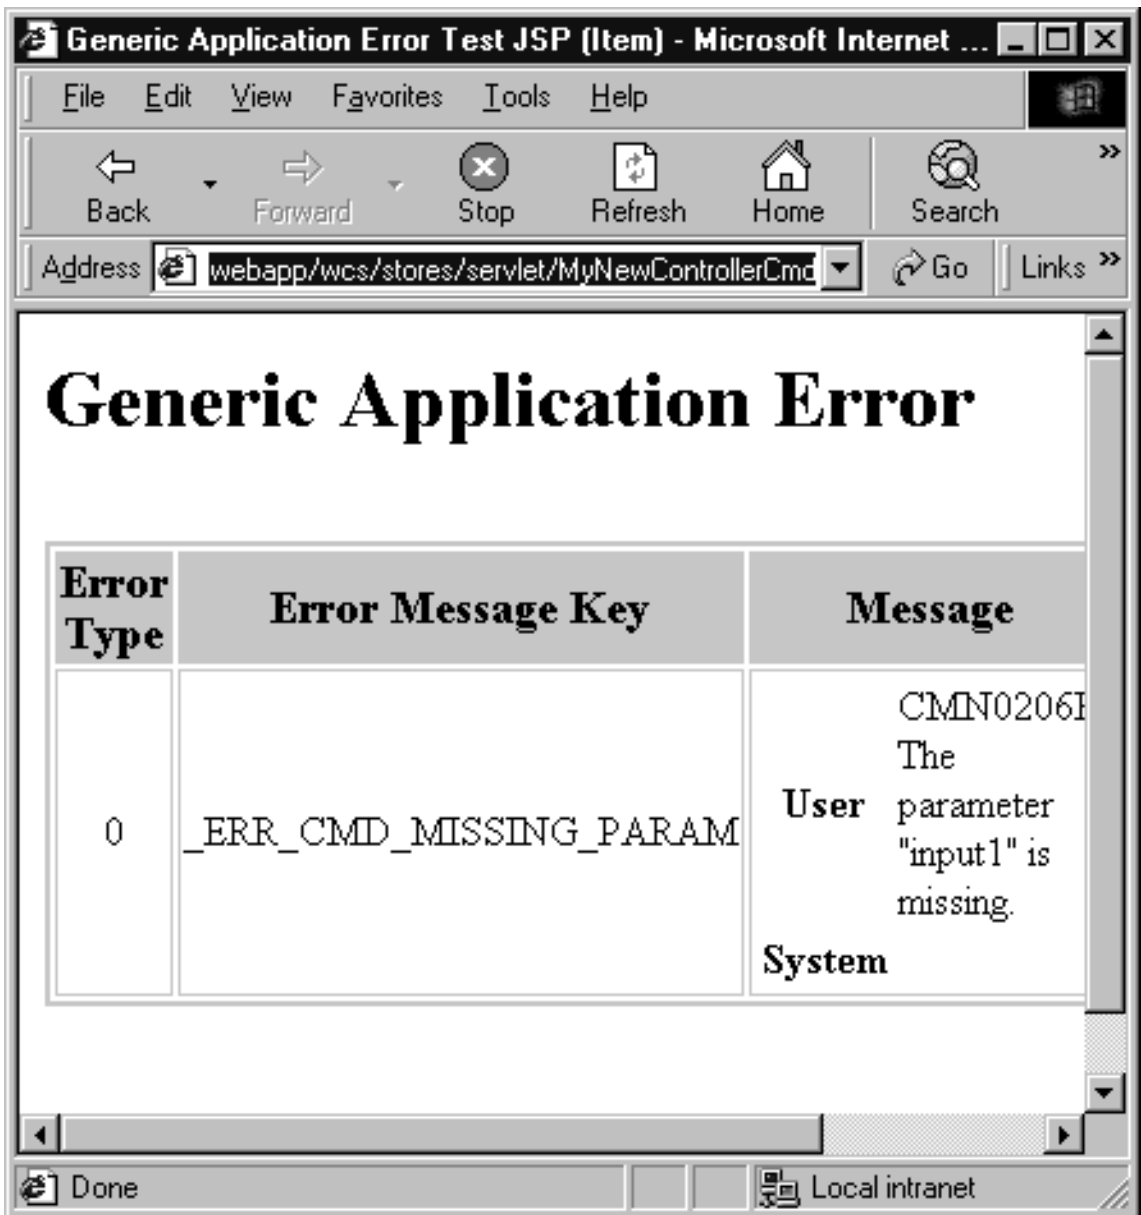 Generic Application Error Test JSP (Item) - Microsoft Internet ...
File Edit View Favorites Tools Help
Back Forward Stop Refresh Home Search »
Address webapp/wcs/stores/servlet/MyNewControllerCmd Go Links »
Generic Application Error
Error Type
Error Message Key
Message
0
_ERR_CMD_MISSING_PARAM
User
CMN0206
The
parameter
"input1" is
missing.
System
Done
Local intranet